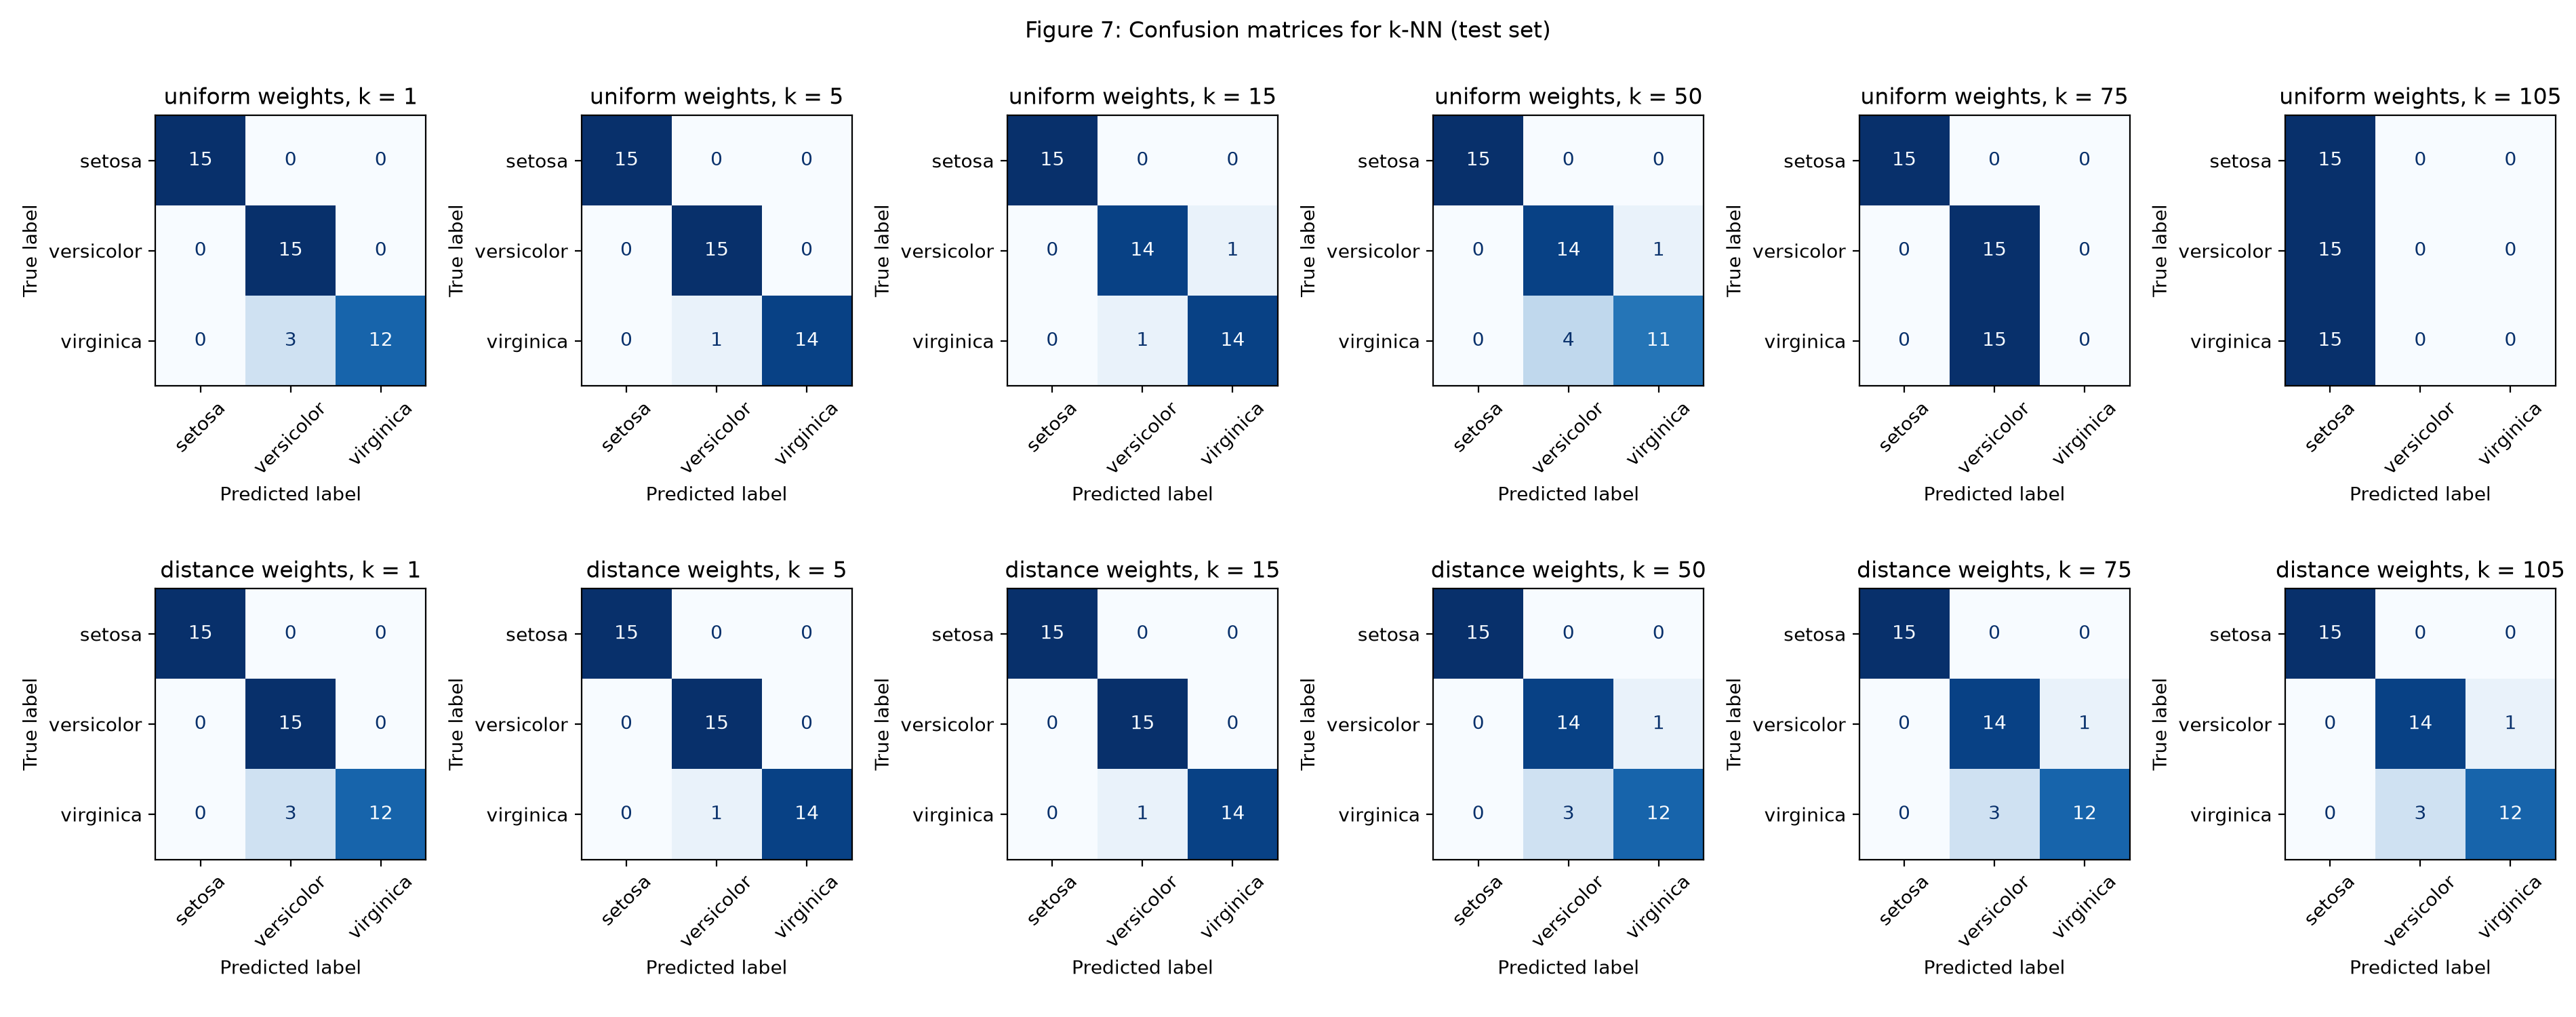 Figure 7: Confusion matrices for k-NN (test set)
uniform weights, k = 1
True label
setosa 15 0 0
versicolor 0 15 0
virginica 0 3 12
setosa versicolor virginica
Predicted label
uniform weights, k = 5
True label
setosa 15 0 0
versicolor 0 15 0
virginica 0 1 14
setosa versicolor virginica
Predicted label
uniform weights, k = 15
True label
setosa 15 0 0
versicolor 0 14 1
virginica 0 1 14
setosa versicolor virginica
Predicted label
uniform weights, k = 50
True label
setosa 15 0 0
versicolor 0 14 1
virginica 0 4 11
setosa versicolor virginica
Predicted label
uniform weights, k = 75
True label
setosa 15 0 0
versicolor 0 15 0
virginica 0 15 0
setosa versicolor virginica
Predicted label
uniform weights, k = 105
True label
setosa 15 0 0
versicolor 15 0 0
virginica 15 0 0
setosa versicolor virginica
Predicted label
distance weights, k = 1
True label
setosa 15 0 0
versicolor 0 15 0
virginica 0 3 12
setosa versicolor virginica
Predicted label
distance weights, k = 5
True label
setosa 15 0 0
versicolor 0 15 0
virginica 0 1 14
setosa versicolor virginica
Predicted label
distance weights, k = 15
True label
setosa 15 0 0
versicolor 0 15 0
virginica 0 1 14
setosa versicolor virginica
Predicted label
distance weights, k = 50
True label
setosa 15 0 0
versicolor 0 14 1
virginica 0 3 12
setosa versicolor virginica
Predicted label
distance weights, k = 75
True label
setosa 15 0 0
versicolor 0 14 1
virginica 0 3 12
setosa versicolor virginica
Predicted label
distance weights, k = 105
True label
setosa 15 0 0
versicolor 0 14 1
virginica 0 3 12
setosa versicolor virginica
Predicted label